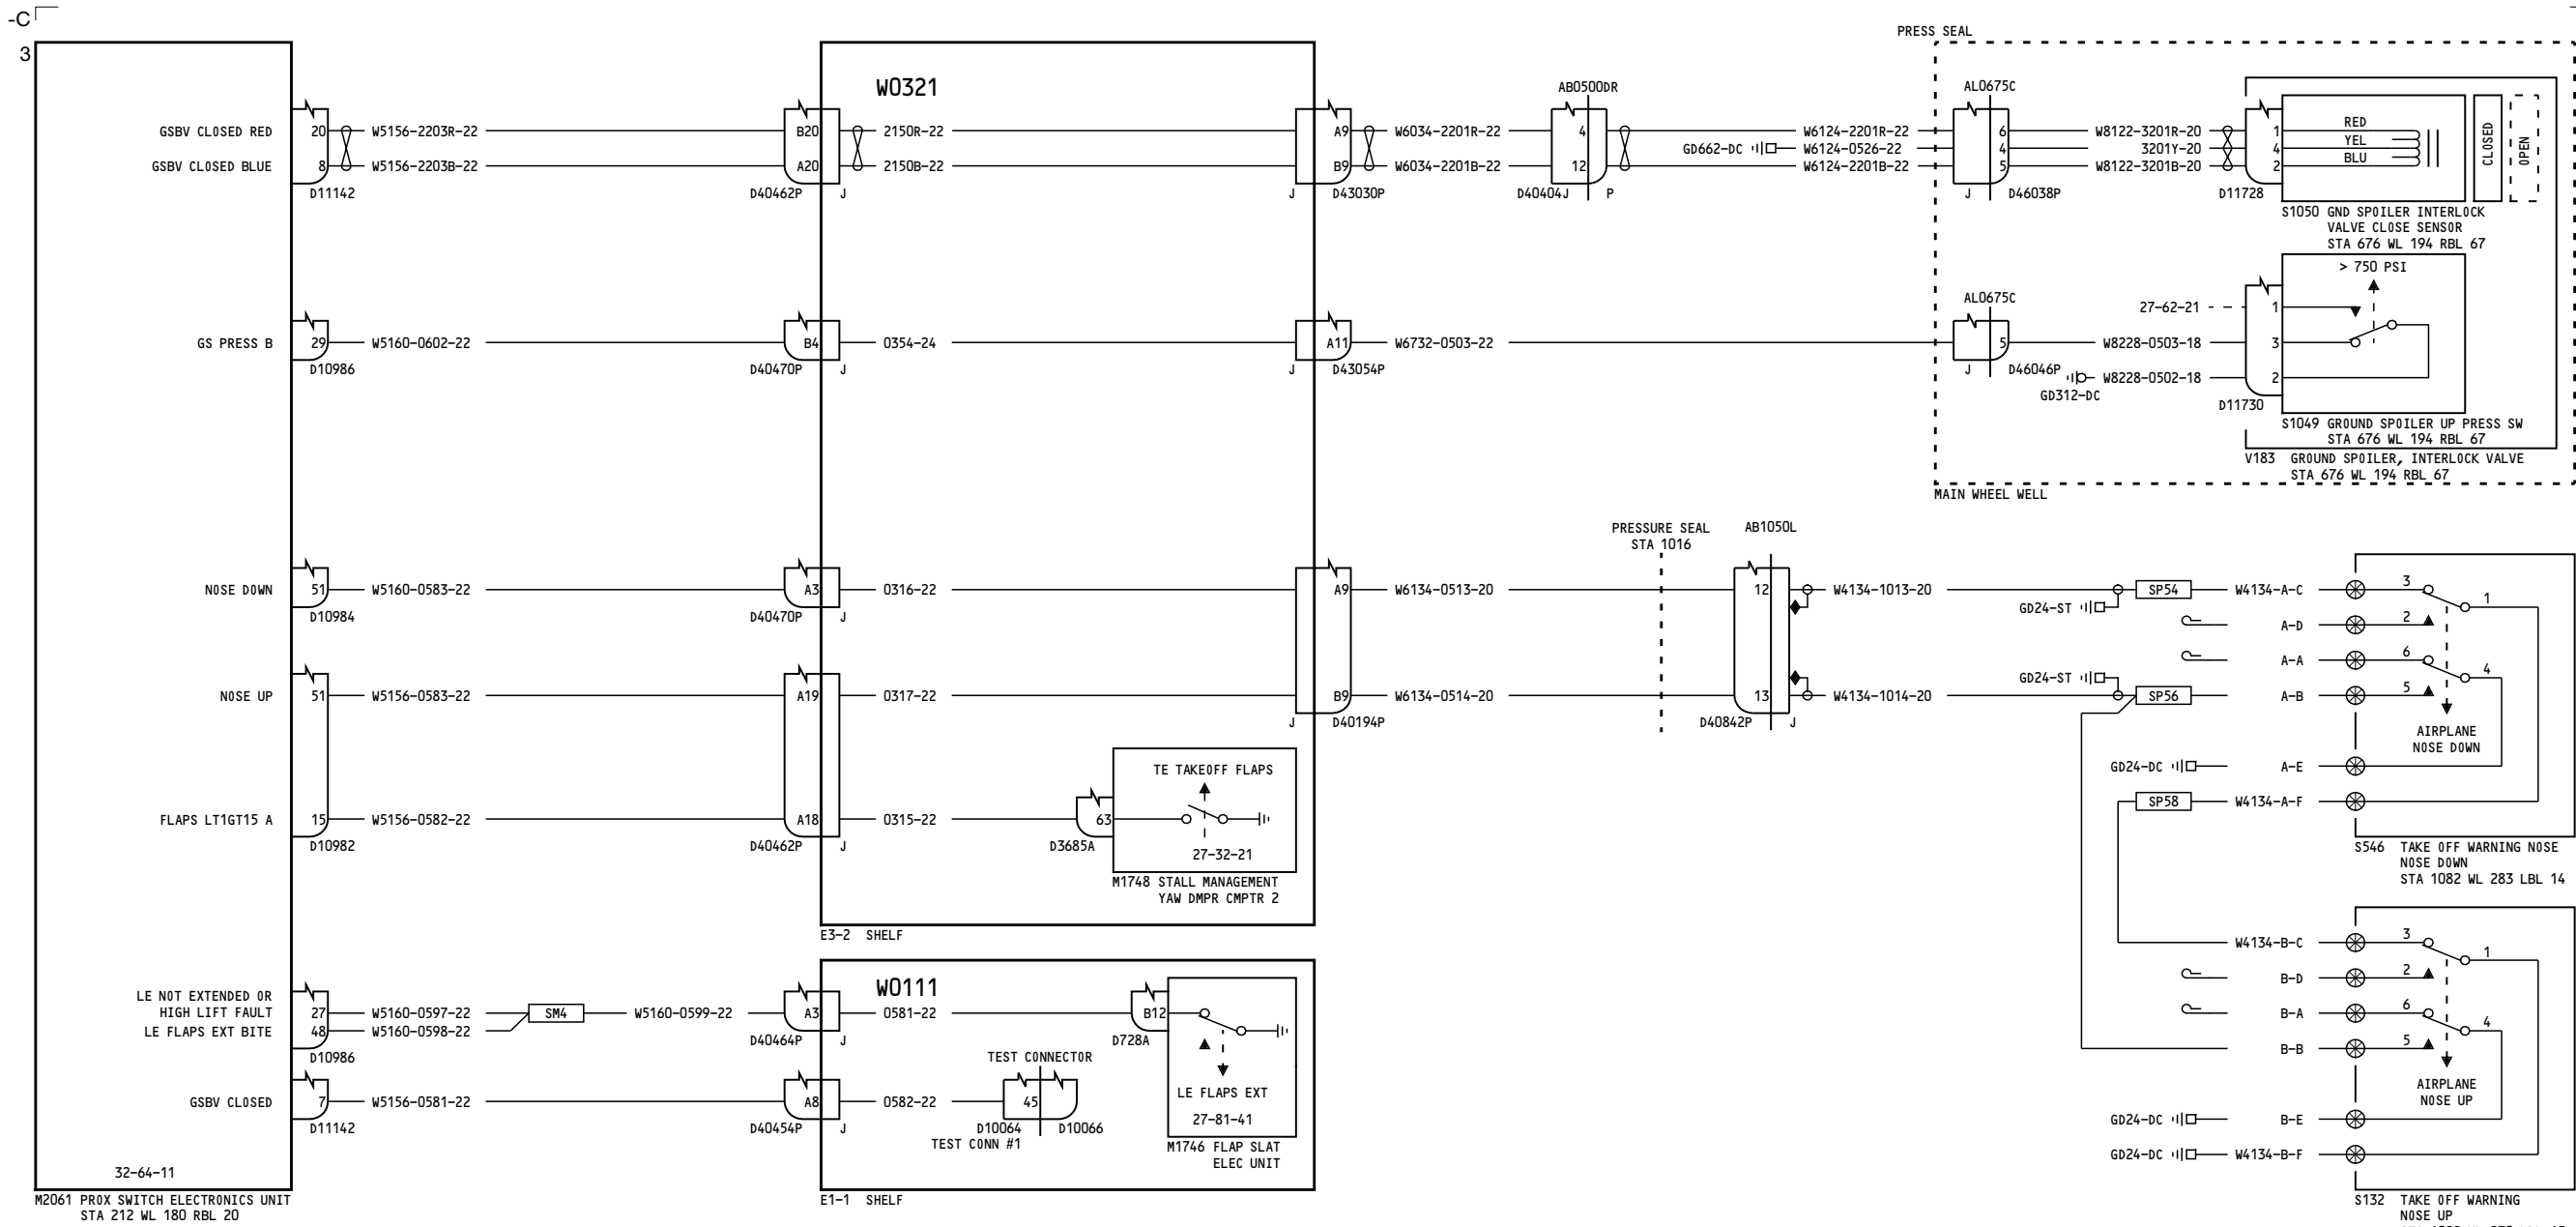 -C
3
GSBV CLOSED RED
20
W5156-2203R-22
B20
W0321
2150R-22
A9
W6034-2201R-22
AB0500DR
4
W6124-2201R-22
GD662-DC
W6124-0526-22
PRESS SEAL
AL0675C
6
W8122-3201R-20
1
RED
4
3201Y-20
4
YEL
CLOSED
OPEN
GSBV CLOSED BLUE
8
W5156-2203B-22
A20
2150B-22
B9
W6034-2201B-22
12
W6124-2201B-22
5
W8122-3201B-20
2
BLU
D11142
D40462P
J
J
D43030P
D40404J
P
J
D46038P
D11728
S1050 GND SPOILER INTERLOCK
VALVE CLOSE SENSOR
STA 676 WL 194 RBL 67
> 750 PSI
AL0675C
27-62-21
1
GS PRESS B
29
W5160-0602-22
B4
0354-24
A11
W6732-0503-22
5
W8228-0503-18
3
D10986
D40470P
J
J
D43054P
J
D46046P
W8228-0502-18
2
GD312-DC
D11730
S1049 GROUND SPOILER UP PRESS SW
STA 676 WL 194 RBL 67
V183 GROUND SPOILER, INTERLOCK VALVE
STA 676 WL 194 RBL 67
MAIN WHEEL WELL
PRESSURE SEAL
STA 1016
AB1050L
NOSE DOWN
51
W5160-0583-22
A3
0316-22
A9
W6134-0513-20
12
W4134-1013-20
SP54
W4134-A-C
3
1
D10984
D40470P
J
GD24-ST
A-D
2
A-A
6
4
GD24-ST
NOSE UP
51
W5156-0583-22
A19
0317-22
B9
W6134-0514-20
13
W4134-1014-20
SP56
A-B
5
J
D40194P
D40842P
J
AIRPLANE
NOSE DOWN
GD24-DC
A-E
SP58
W4134-A-F
TE TAKEOFF FLAPS
FLAPS LT1GT15 A
15
W5156-0582-22
A18
0315-22
63
D10982
D40462P
J
D3685A
27-32-21
M1748 STALL MANAGEMENT
YAW DMPR CMPTR 2
S546 TAKE OFF WARNING NOSE
NOSE DOWN
STA 1082 WL 283 LBL 14
E3-2 SHELF
W4134-B-C
3
1
B-D
2
B-A
6
4
B-B
5
AIRPLANE
NOSE UP
GD24-DC
B-E
GD24-DC
W4134-B-F
W0111
LE NOT EXTENDED OR
HIGH LIFT FAULT
27
W5160-0597-22
SM4
W5160-0599-22
A3
0581-22
B12
LE FLAPS EXT BITE
48
W5160-0598-22
D10986
D40464P
J
D728A
TEST CONNECTOR
LE FLAPS EXT
27-81-41
GSBV CLOSED
7
W5156-0581-22
A8
0582-22
45
D11142
D40454P
J
D10064
D10066
TEST CONN #1
M1746 FLAP SLAT
ELEC UNIT
32-64-11
M2061 PROX SWITCH ELECTRONICS UNIT
STA 212 WL 180 RBL 20
E1-1 SHELF
S132 TAKE OFF WARNING
NOSE UP